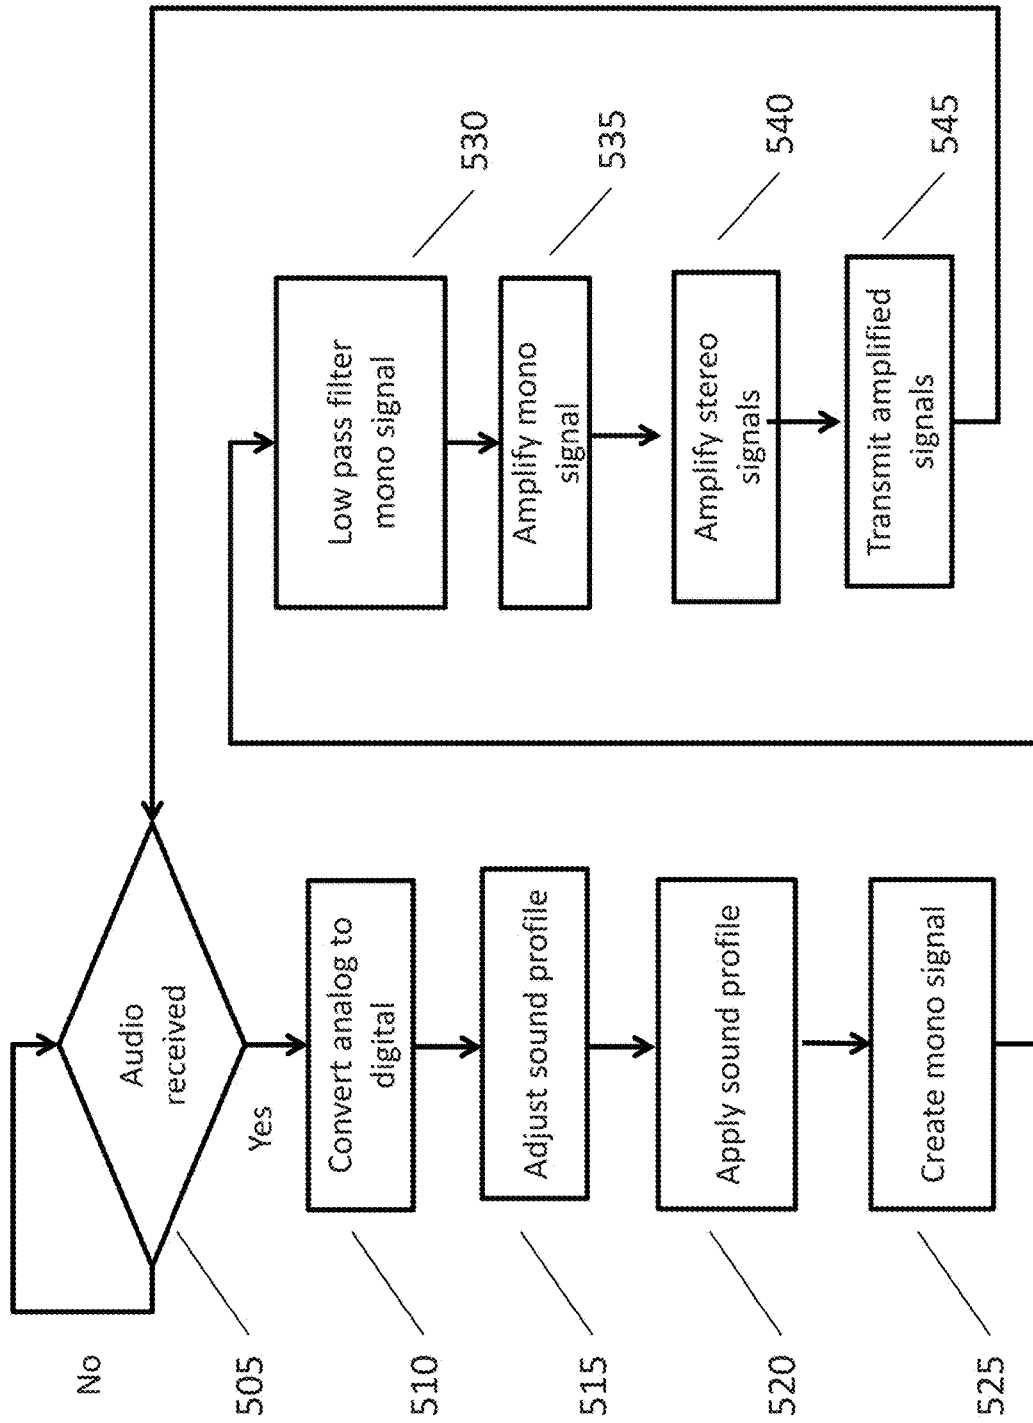 No
Audio
received
505
Yes
Convert analog to
digital
510
Adjust sound profile
515
Apply sound profile
520
Create mono signal
525
Low pass filter
mono signal
530
Amplify mono
signal
535
Amplify stereo
signals
540
Transmit amplified
signals
545